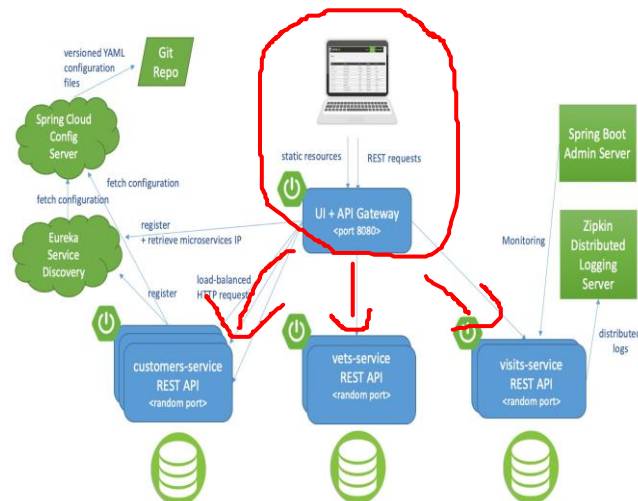 versioned YAML
configuration
files
Git
Repo
Spring Cloud
Config
Server
static resources
REST requests
Spring Boot
Admin Server
fetch configuration
fetch configuration
UI + API Gateway
<port 8080>
Eureka
Service
Discovery
register
+ retrieve microservices IP
Monitoring
Zipkin
Distributed
Logging
Server
register
load-balanced
HTTP requests
distributed
logs
customers-service
REST API
<random port>
vets-service
REST API
<random port>
visits-service
REST API
<random port>